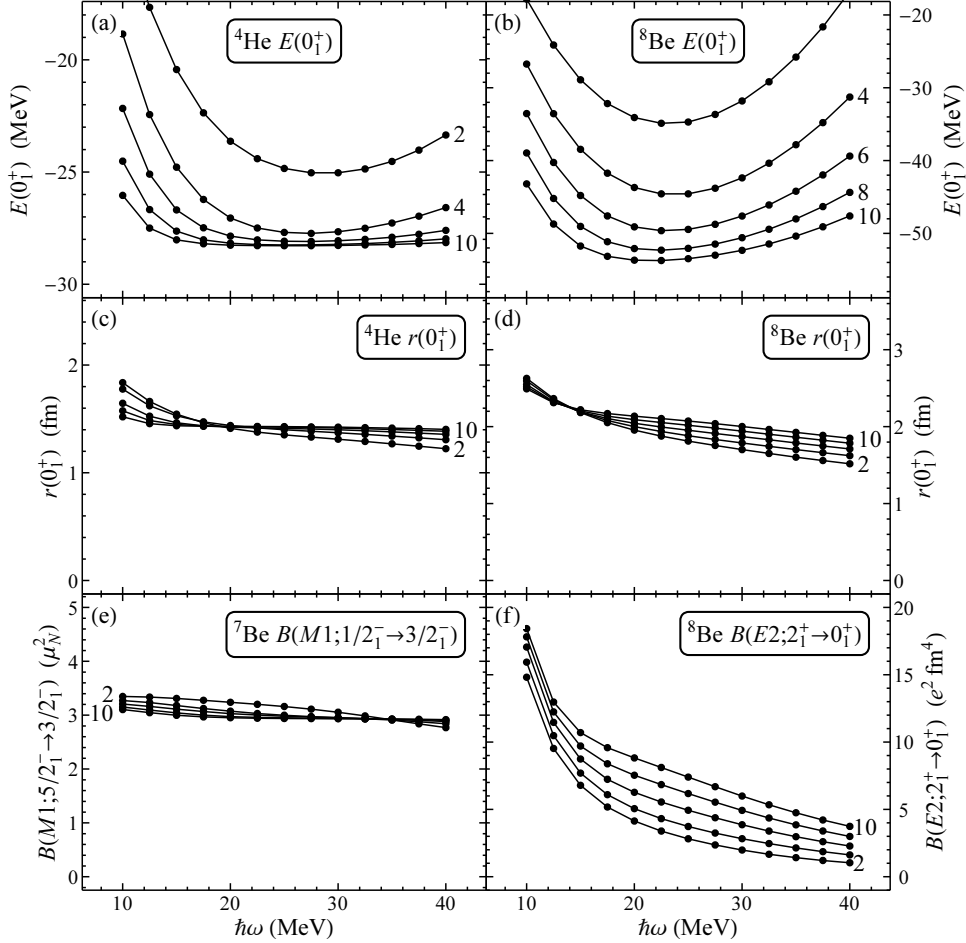 (a)
⁴He E(0₁⁺)
(b)
⁸Be E(0₁⁺)
E(0₁⁺) (MeV)
−20
−25
−30
2
4
10
−20
−30
−40
−50
4
6
8
10
E(0₁⁺) (MeV)
(c)
⁴He r(0₁⁺)
(d)
⁸Be r(0₁⁺)
r(0₁⁺) (fm)
2
1
0
10
2
3
2
1
0
10
2
r(0₁⁺) (fm)
(e)
⁷Be B(M1;1/2₁⁻→3/2₁⁻)
(f)
⁸Be B(E2;2₁⁺→0₁⁺)
B(M1;5/2₁⁻→3/2₁⁻) (μ_N²)
5
4
3
2
1
0
2
10
20
15
10
5
0
10
2
B(E2;2₁⁺→0₁⁺) (e² fm⁴)
10 20 30 40
10 20 30 40
ħω (MeV)
ħω (MeV)